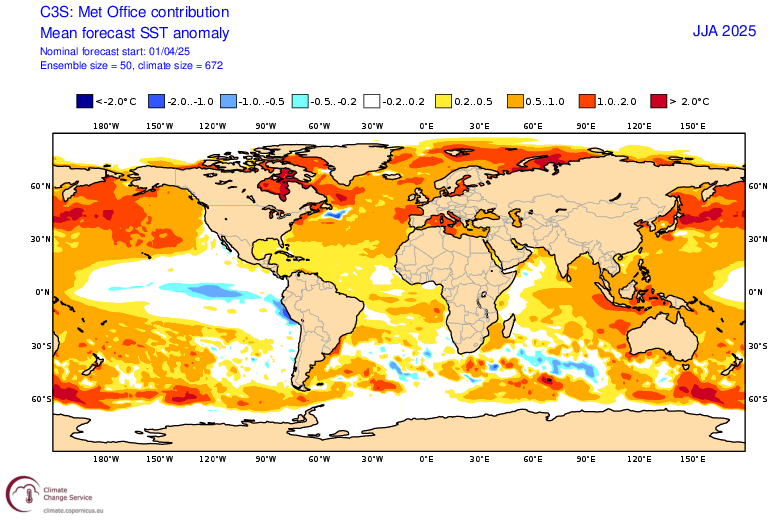 C3S: Met Office contribution
Mean forecast SST anomaly
JJA 2025
Nominal forecast start: 01/04/25
Ensemble size = 50, climate size = 672
<-2.0°C -2.0..-1.0 -1.0..-0.5 -0.5..-0.2 -0.2..0.2 0.2..0.5 0.5..1.0 1.0..2.0 > 2.0°C
180°W 150°W 120°W 90°W 60°W 30°W 0°E 30°E 60°E 90°E 120°E 150°E
60°N 60°N
30°N 30°N
0°N 0°N
30°S 30°S
60°S 60°S
180°W 150°W 120°W 90°W 60°W 30°W 0°E 30°E 60°E 90°E 120°E 150°E
Climate
Change Service
climate.copernicus.eu